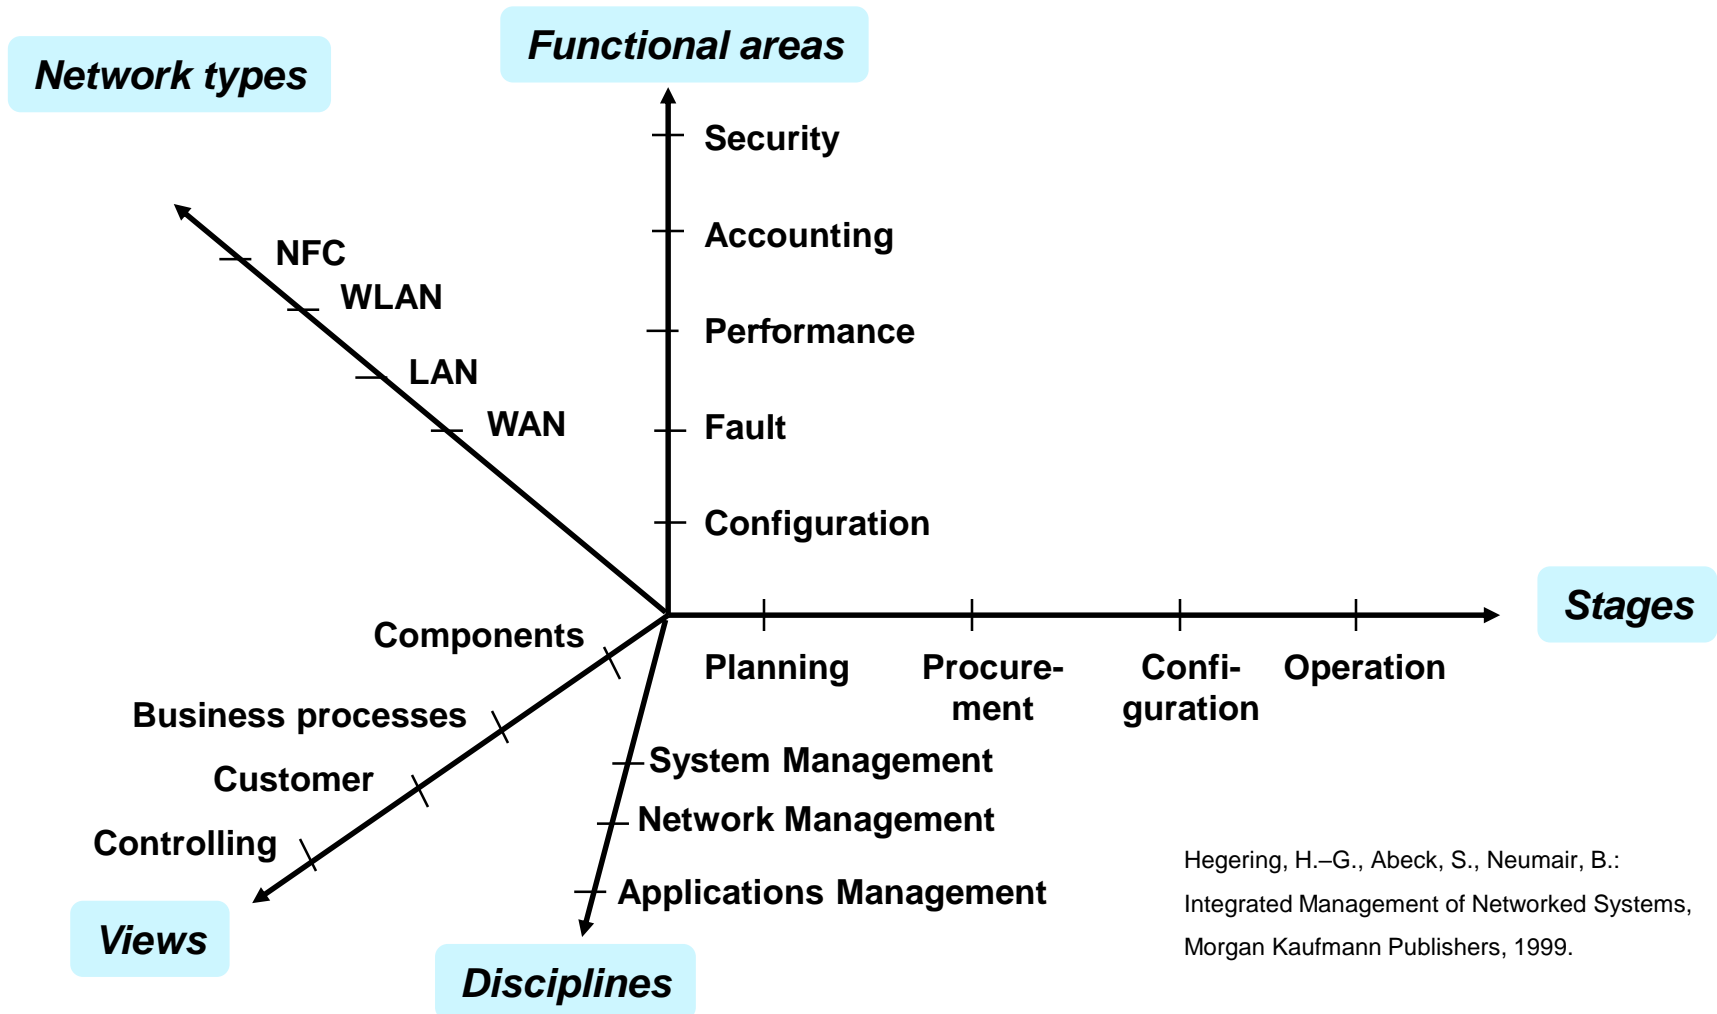 Functional areas
Network types
Security
Accounting
Performance
Fault
Configuration
NFC
WLAN
LAN
WAN
Stages
Planning
Procure-
ment
Confi-
guration
Operation
Components
Business processes
Customer
Controlling
Views
System Management
Network Management
Applications Management
Disciplines
Hegering, H.–G., Abeck, S., Neumair, B.:
Integrated Management of Networked Systems,
Morgan Kaufmann Publishers, 1999.